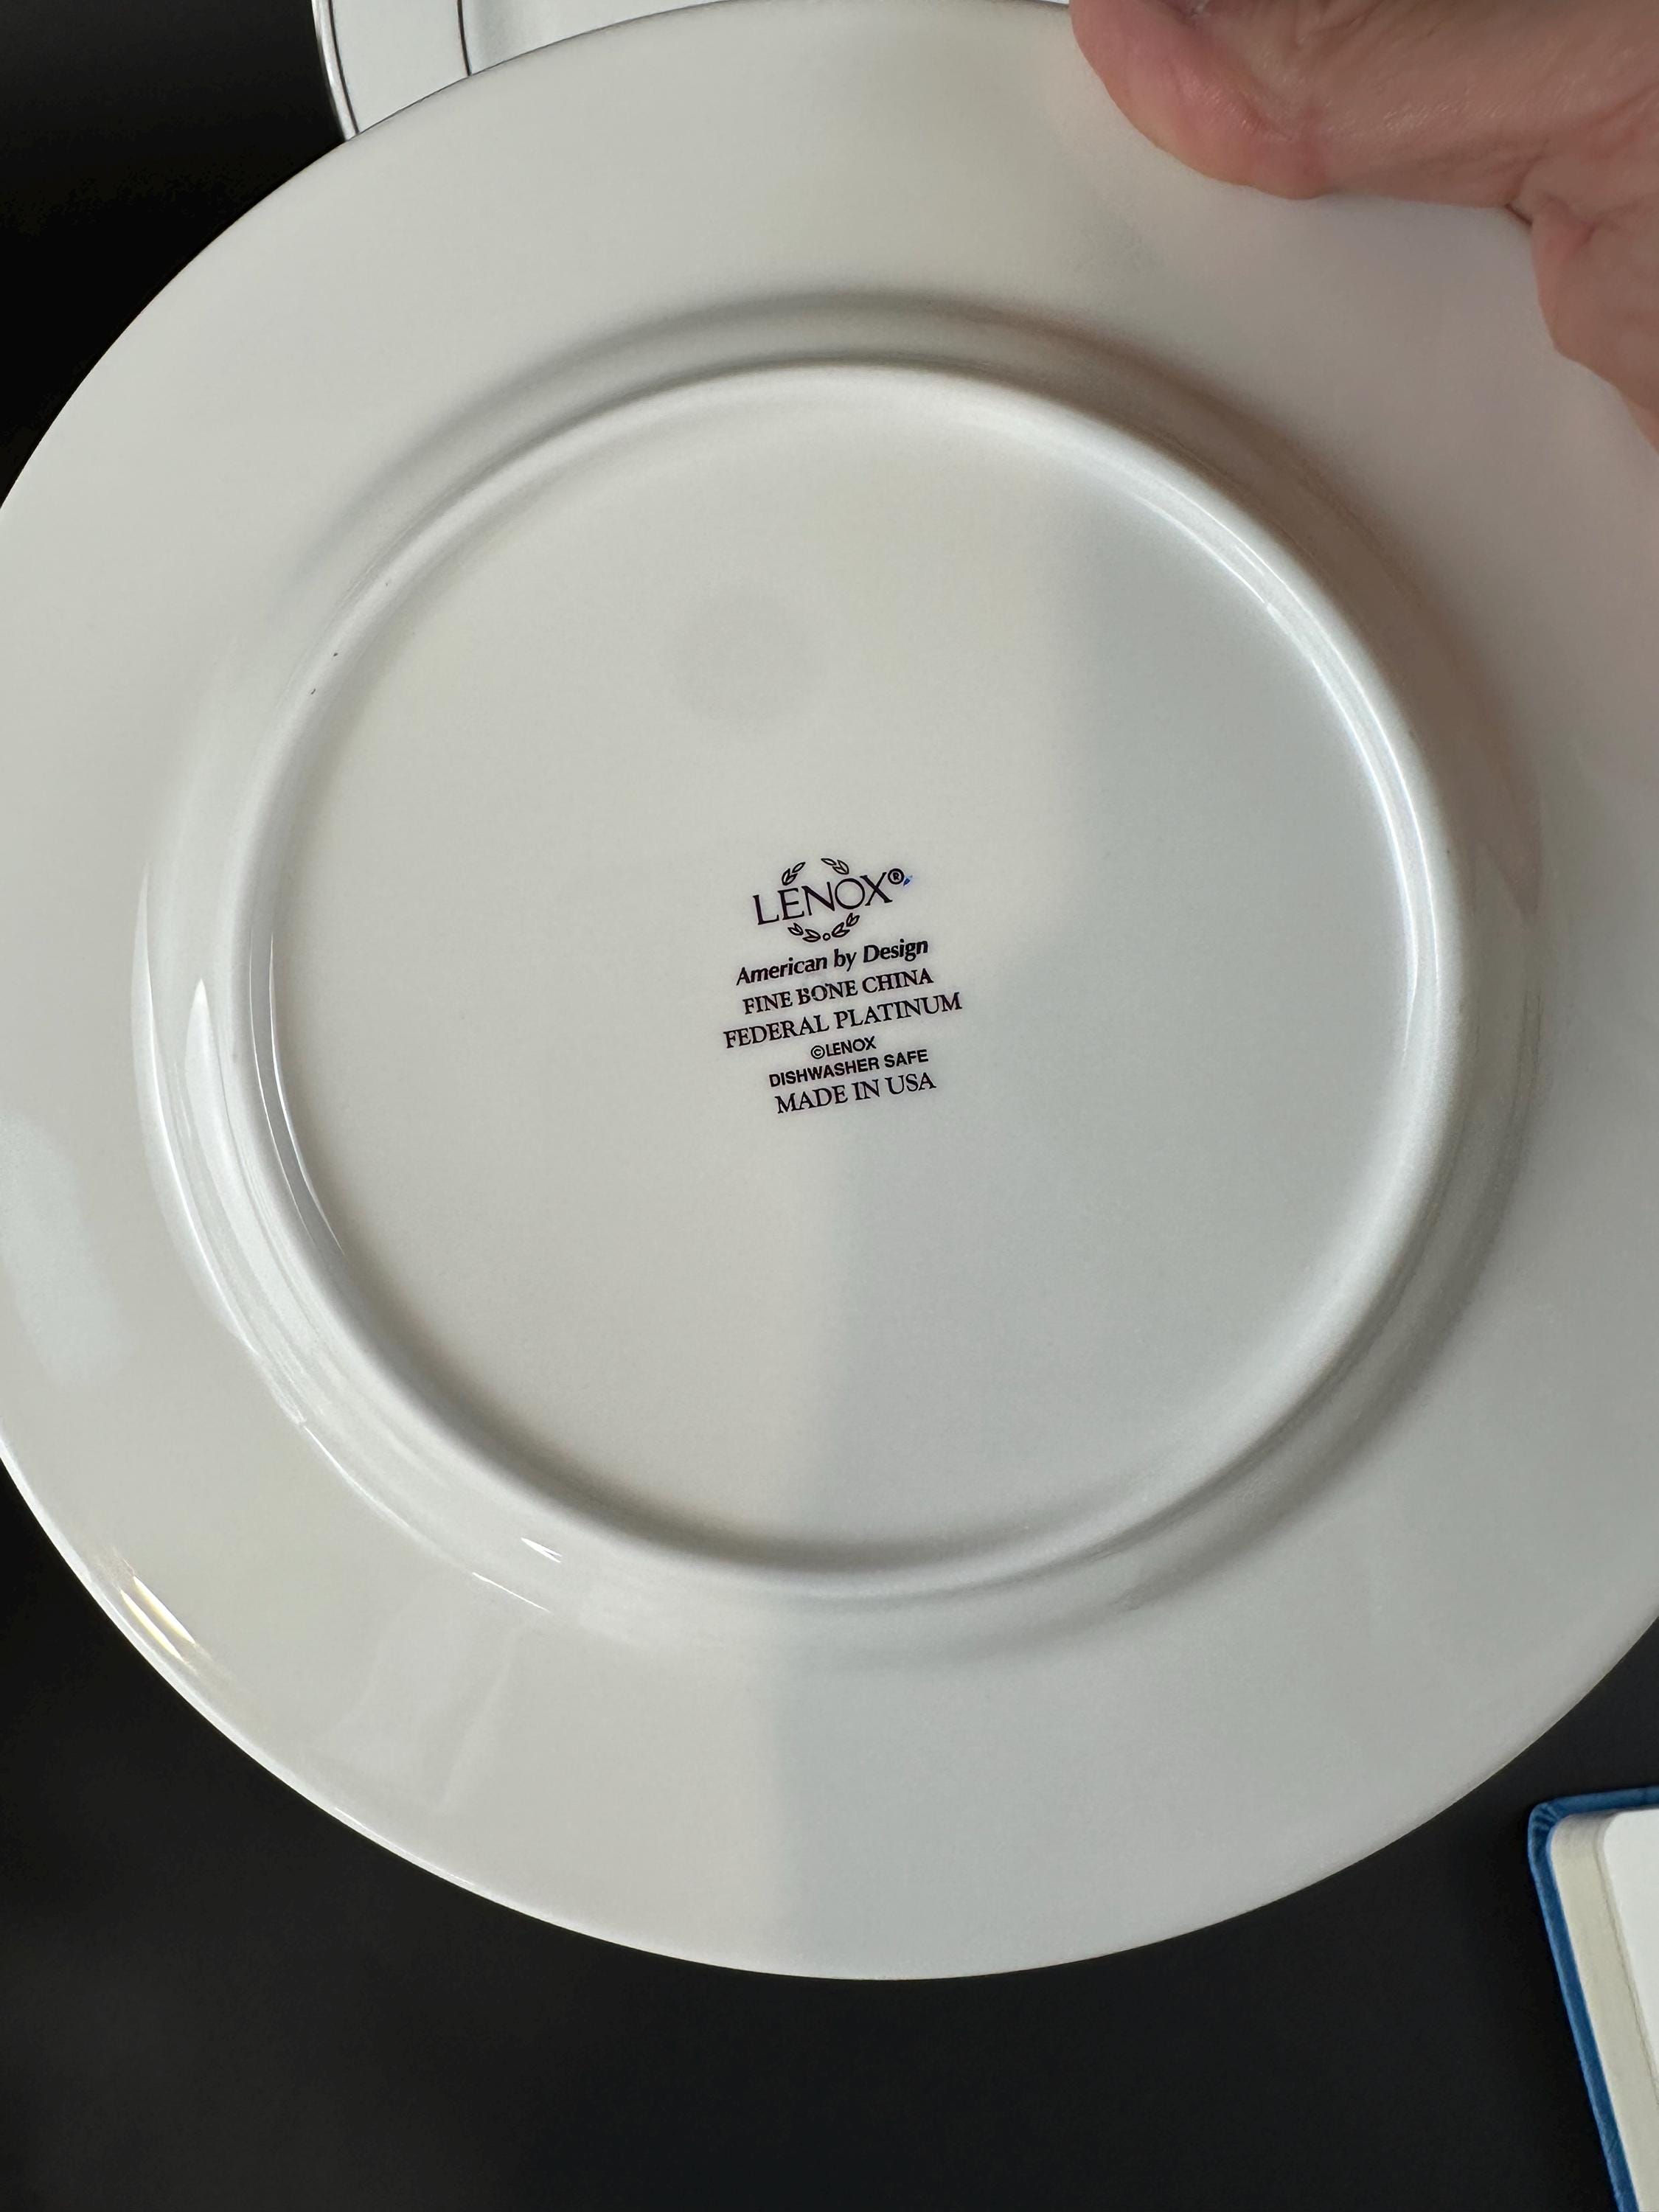 LENOX®
American by Design
FINE BONE CHINA
FEDERAL PLATINUM
©LENOX
DISHWASHER SAFE
MADE IN USA